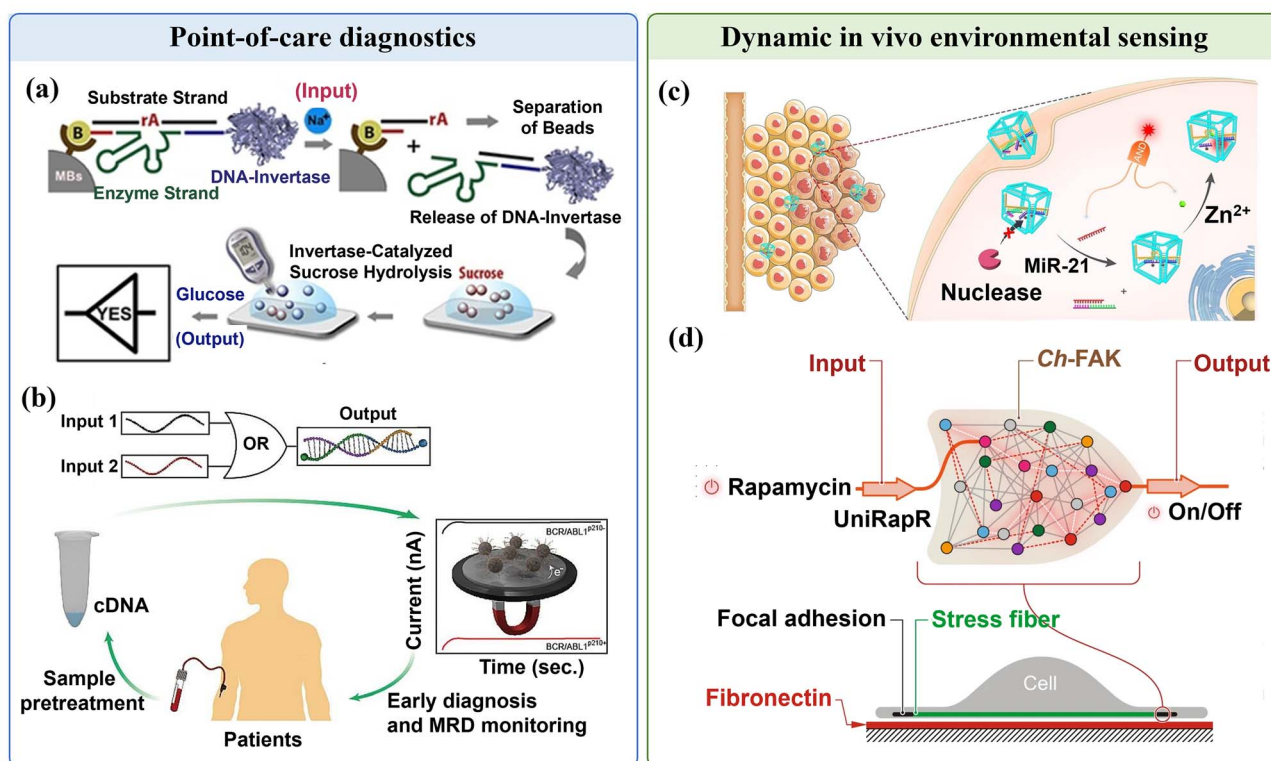 Point-of-care diagnostics
(a)
Substrate Strand
(Input)
rA
Na+
B
MBs
Enzyme Strand
DNA-Invertase
B
rA
+
Separation
of Beads
Release of DNA-Invertase
Invertase-Catalyzed
Sucrose Hydrolysis
Sucrose
Glucose
(Output)
YES
(b)
Input 1
Input 2
OR
Output
cDNA
Sample
pretreatment
Patients
Current (nA)
BCR/ABL1p210-
e-
BCR/ABL1p210+
Time (sec.)
Early diagnosis
and MRD monitoring
Dynamic in vivo environmental sensing
(c)
AND
Zn2+
MiR-21
Nuclease
+
(d)
Input
Ch-FAK
Output
Rapamycin
UniRapR
On/Off
Focal adhesion
Stress fiber
Cell
Fibronectin